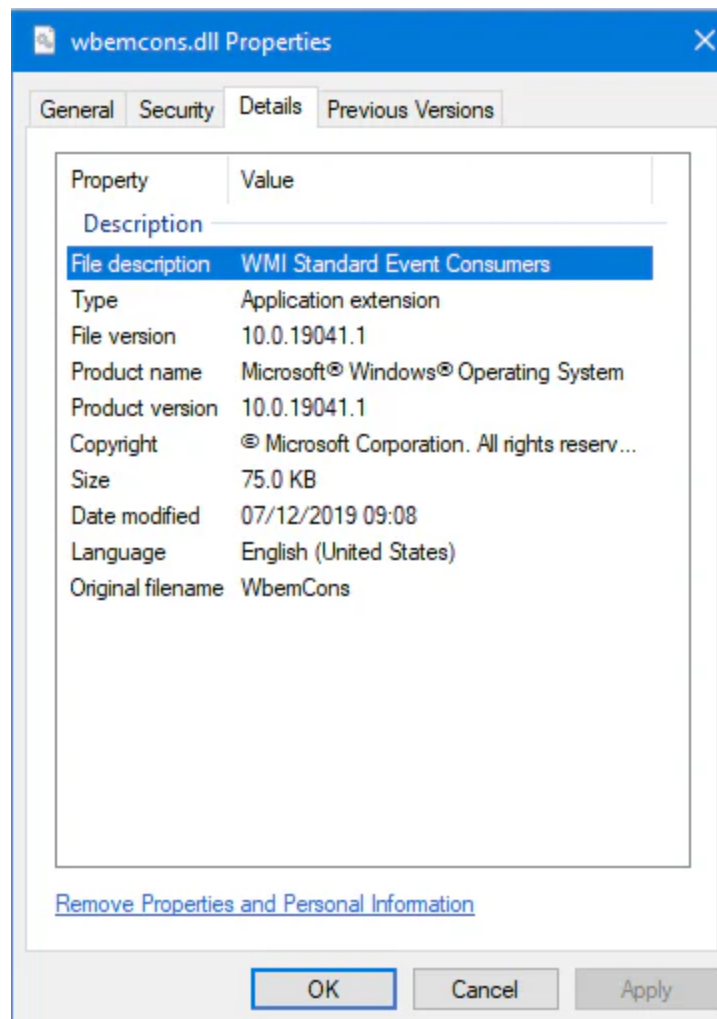 wbemcons.dll Properties
General Security Details Previous Versions
Property Value
Description
File description WMI Standard Event Consumers
Type Application extension
File version 10.0.19041.1
Product name Microsoft® Windows® Operating System
Product version 10.0.19041.1
Copyright © Microsoft Corporation. All rights reserv...
Size 75.0 KB
Date modified 07/12/2019 09:08
Language English (United States)
Original filename WbemCons
Remove Properties and Personal Information
OK Cancel Apply